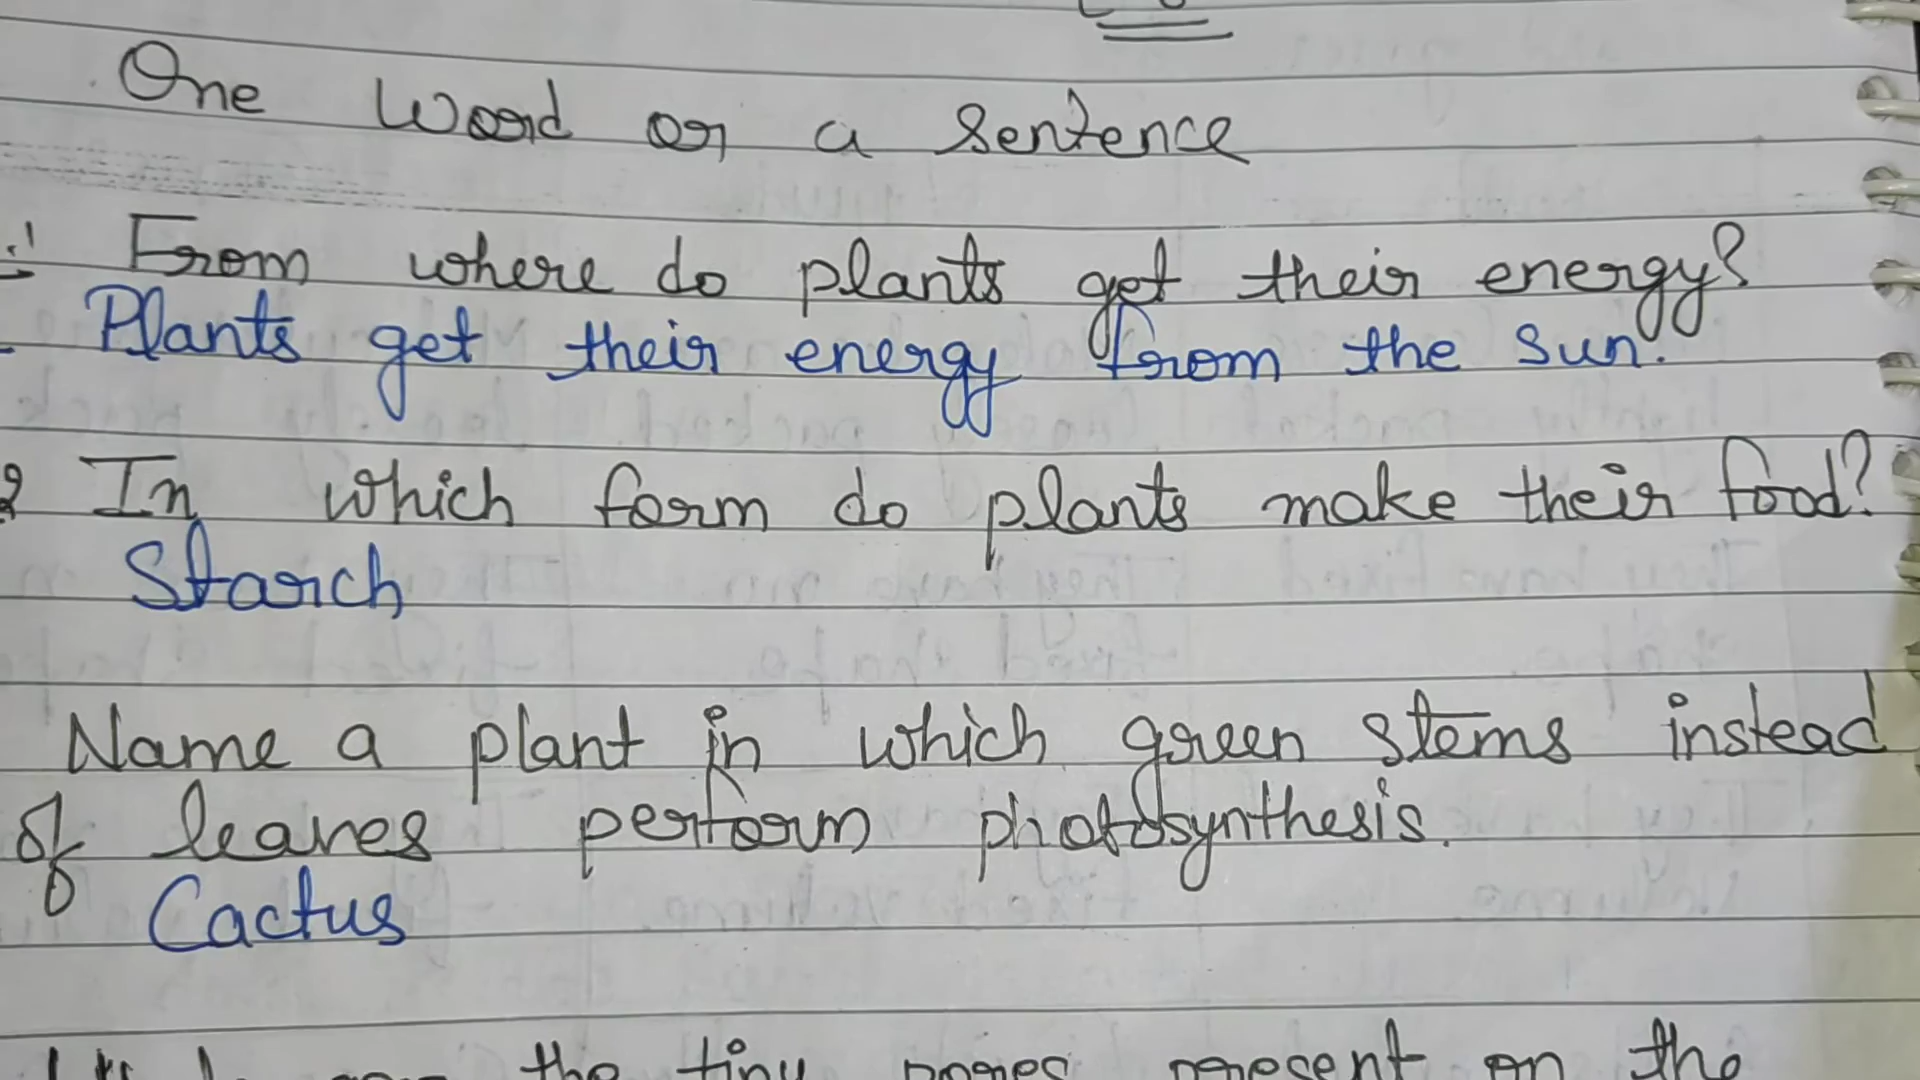 One Word or a Sentence
1 From where do plants get their energy?
Plants get their energy from the sun.
2 In which form do plants make their food?
Starch
Name a plant in which green stems instead
of leaves perform photosynthesis.
Cactus
the tiny pores present on the